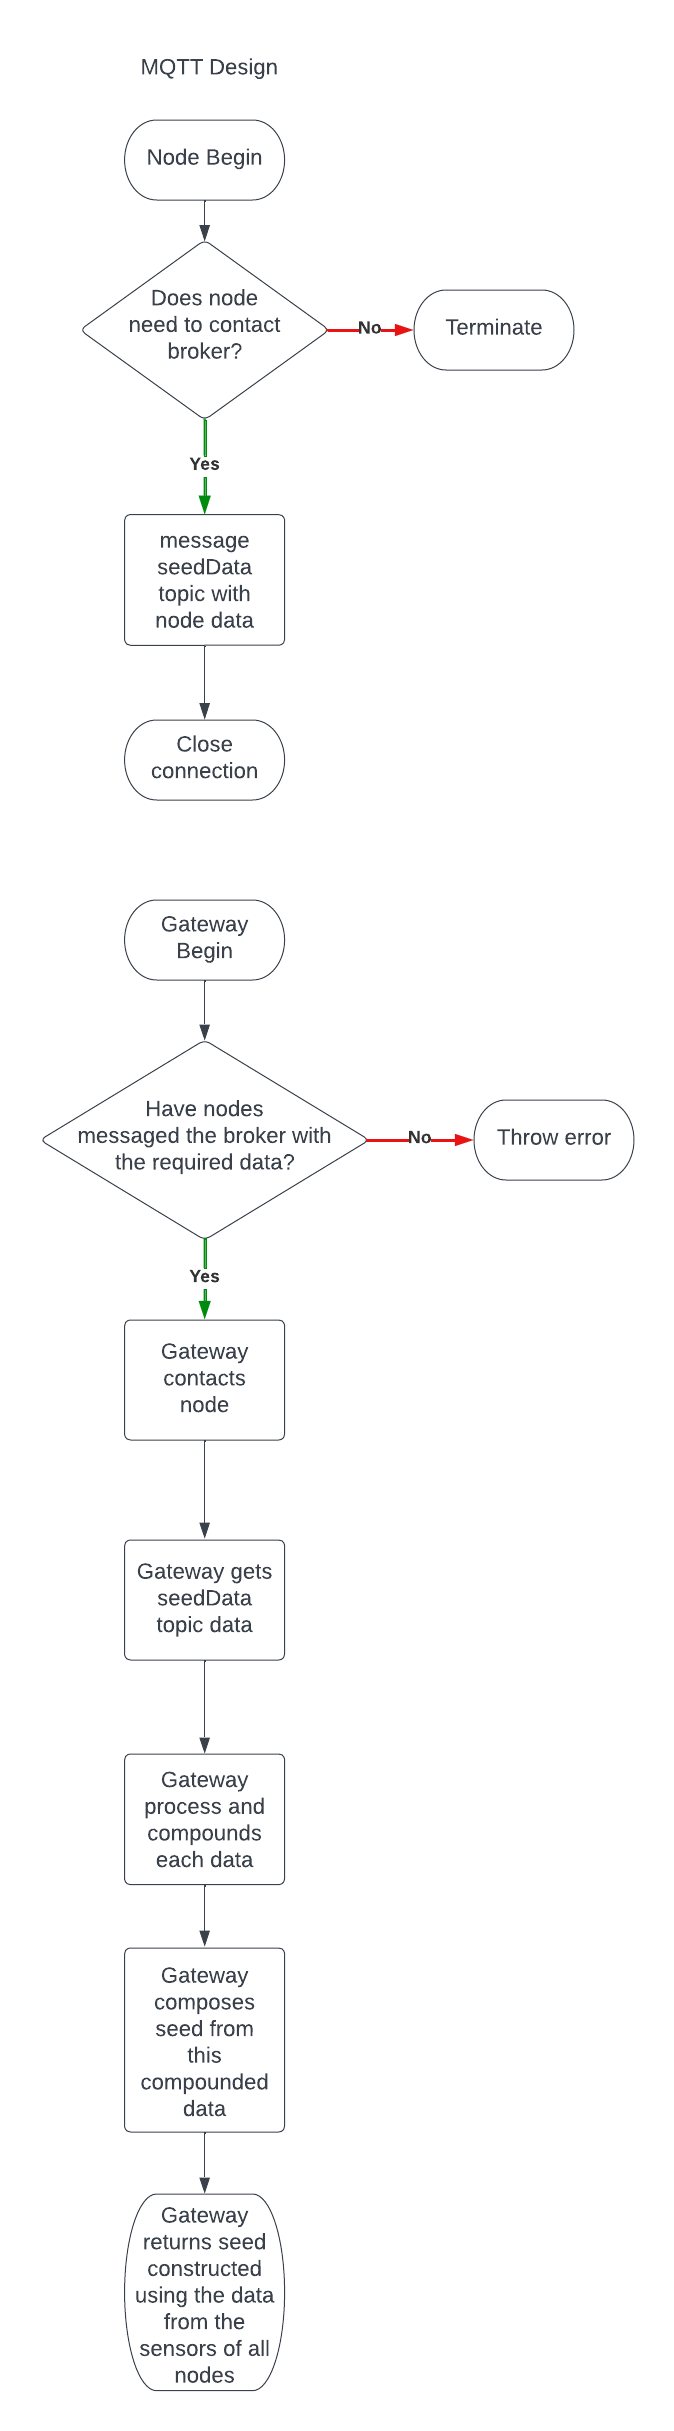 MQTT Design
Node Begin
Does node
need to contact
broker?
No
Terminate
Yes
message
seedData
topic with
node data
Close
connection
Gateway
Begin
Have nodes
messaged the broker with
the required data?
No
Throw error
Yes
Gateway
contacts
node
Gateway gets
seedData
topic data
Gateway
process and
compounds
each data
Gateway
composes
seed from
this
compounded
data
Gateway
returns seed
constructed
using the data
from the
sensors of all
nodes